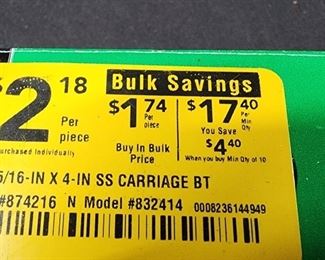 $2 18 Per piece
Purchased Individually
Bulk Savings
$1 74 Per piece
Buy In Bulk Price
$17 40 Per Min Qty
You Save
$4 40
When you buy Min Qty of 10
5/16-IN X 4-IN SS CARRIAGE BT
#874216 N Model #832414 0008236144949